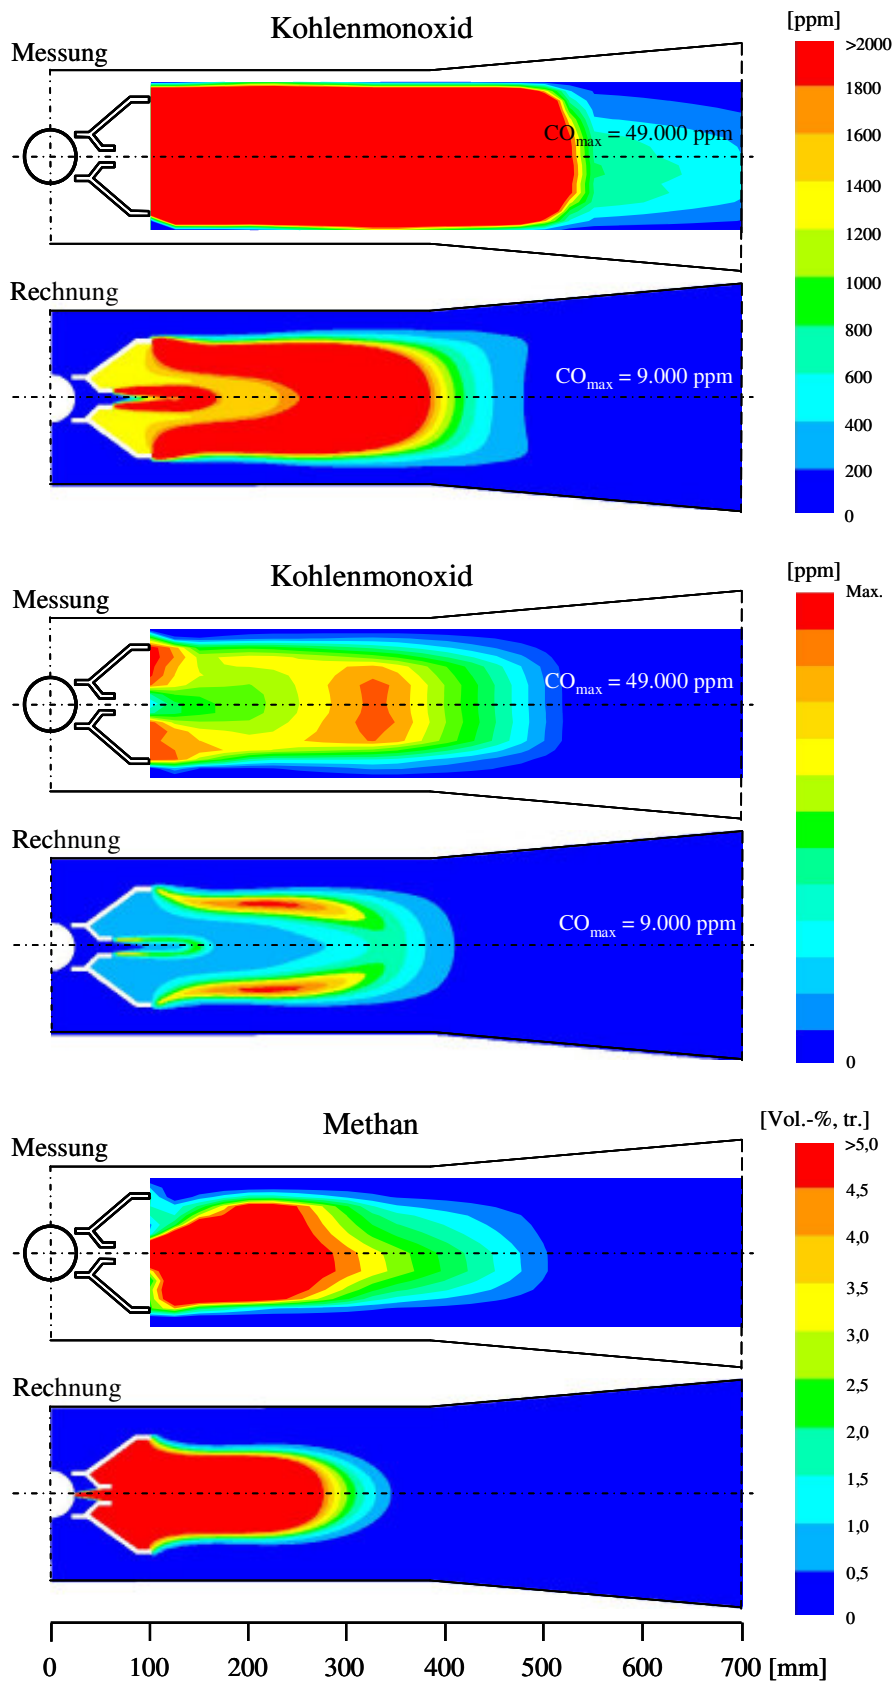 Kohlenmonoxid
[ppm]
Messung
>2000
1800
1600
1400
1200
1000
800
600
400
200
0
COmax = 49.000 ppm
Rechnung
COmax = 9.000 ppm
Kohlenmonoxid
[ppm]
Messung
Max.
0
COmax = 49.000 ppm
Rechnung
COmax = 9.000 ppm
Methan
[Vol.-%, tr.]
Messung
>5,0
4,5
4,0
3,5
3,0
2,5
2,0
1,5
1,0
0,5
0
Rechnung
0 100 200 300 400 500 600 700 [mm]